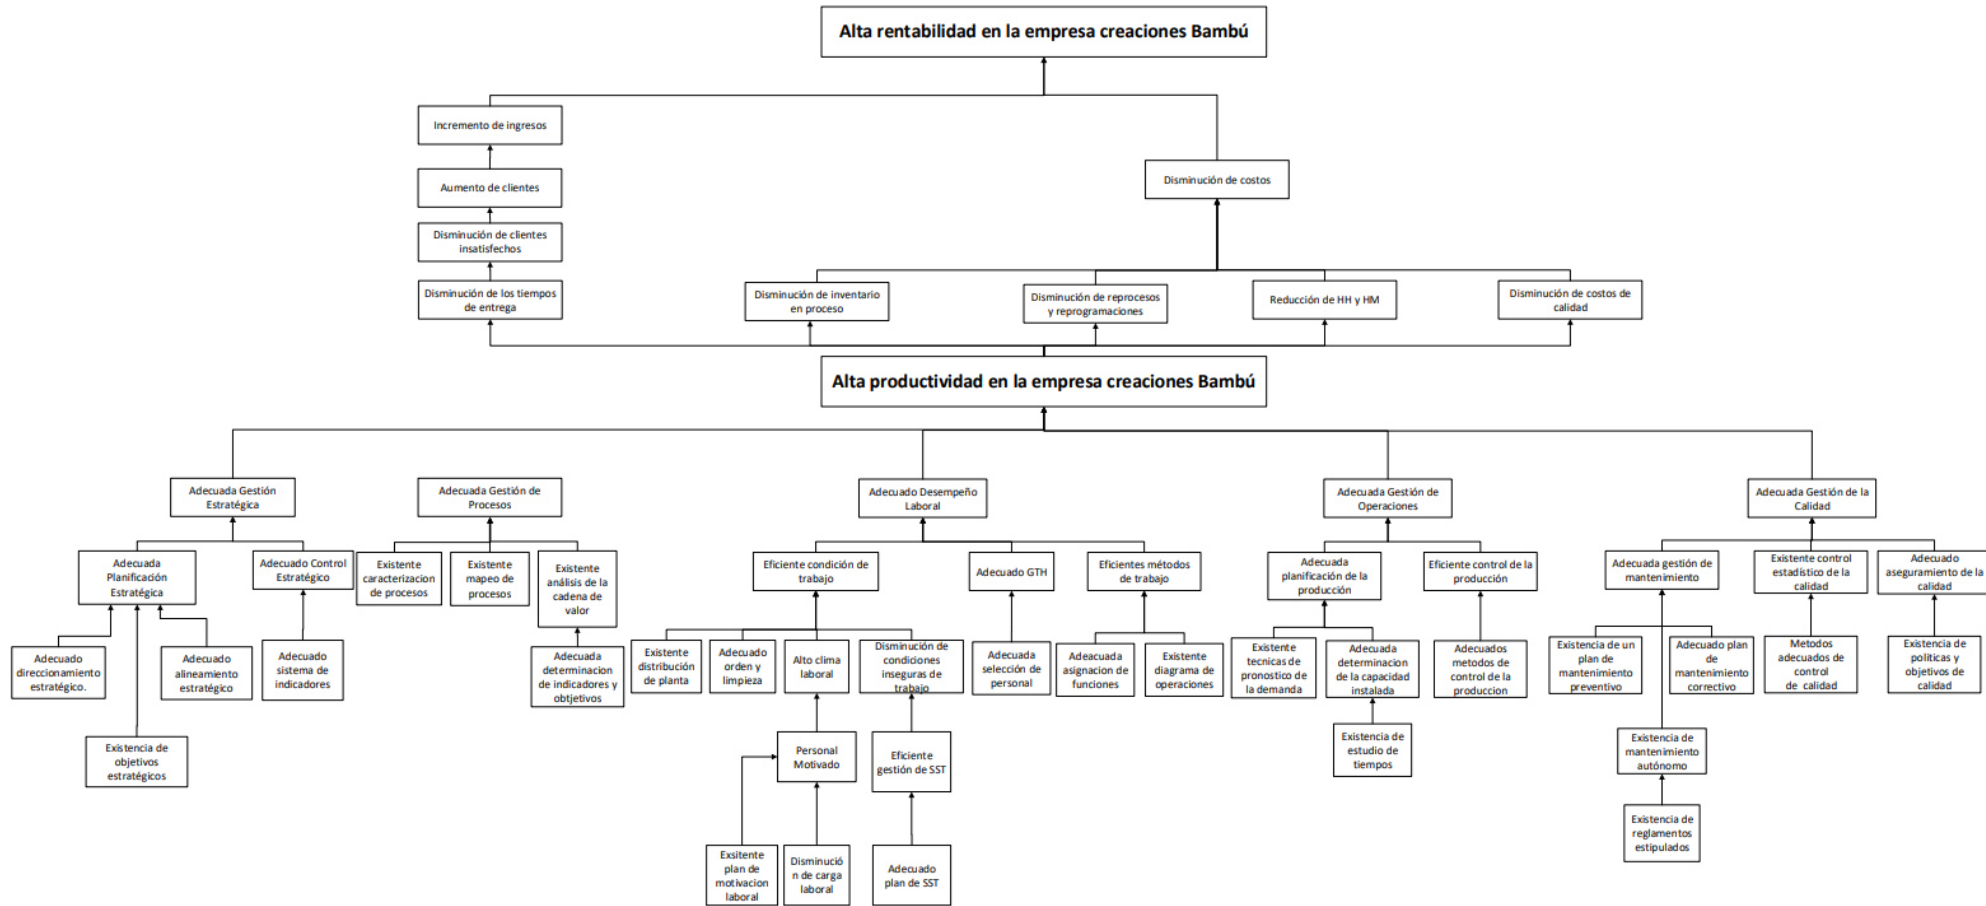 Alta rentabilidad en la empresa creaciones Bambú
Incremento de ingresos
Aumento de clientes
Disminución de costos
Disminución de clientes
insatisfechos
Disminución de los tiempos
de entrega
Disminución de inventario
en proceso
Disminución de reprocesos
y reprogramaciones
Reducción de HH y HM
Disminución de costos de
calidad
Alta productividad en la empresa creaciones Bambú
Adecuada Gestión
Estratégica
Adecuada Gestión de
Procesos
Adecuado Desempeño
Laboral
Adecuada Gestión de
Operaciones
Adecuada Gestión de la
Calidad
Adecuada
Planificación
Estratégica
Adecuado Control
Estratégico
Existente
caracterizacion
de procesos
Existente
mapeo de
procesos
Existente
análisis de la
cadena de
valor
Eficiente condición de
trabajo
Adecuado GTH
Eficientes métodos
de trabajo
Adecuada
planificación de la
producción
Eficiente control de la
producción
Adecuada gestión de
mantenimiento
Existente control
estadístico de la
calidad
Adecuado
aseguramiento de la
calidad
Adecuado
direccionamiento
estratégico.
Adecuado
alineamiento
estratégico
Adecuado
sistema de
indicadores
Adecuada
determinacion
de indicadores y
obtjetivos
Existente
distribución
de planta
Adecuado
orden y
limpieza
Alto clima
laboral
Disminución de
condiciones
inseguras de
trabajo
Adecuada
selección de
personal
Adeacuada
asignacion de
funciones
Existente
diagrama de
operaciones
Existente
tecnicas de
pronostico de
la demanda
Adecuada
determinacion
de la capacidad
instalada
Adecuados
metodos de
control de la
produccion
Existencia de un
plan de
mantenimiento
preventivo
Adecuado plan
de
mantenimiento
correctivo
Metodos
adecuados de
control
de calidad
Existencia de
politicas y
objetivos de
calidad
Existencia de
objetivos
estratégicos
Personal
Motivado
Eficiente
gestión de SST
Existencia de
estudio de
tiempos
Existencia de
mantenimiento
autónomo
Exsitente
plan de
motivacion
laboral
Disminució
n de carga
laboral
Adecuado
plan de SST
Existencia de
reglamentos
estipulados